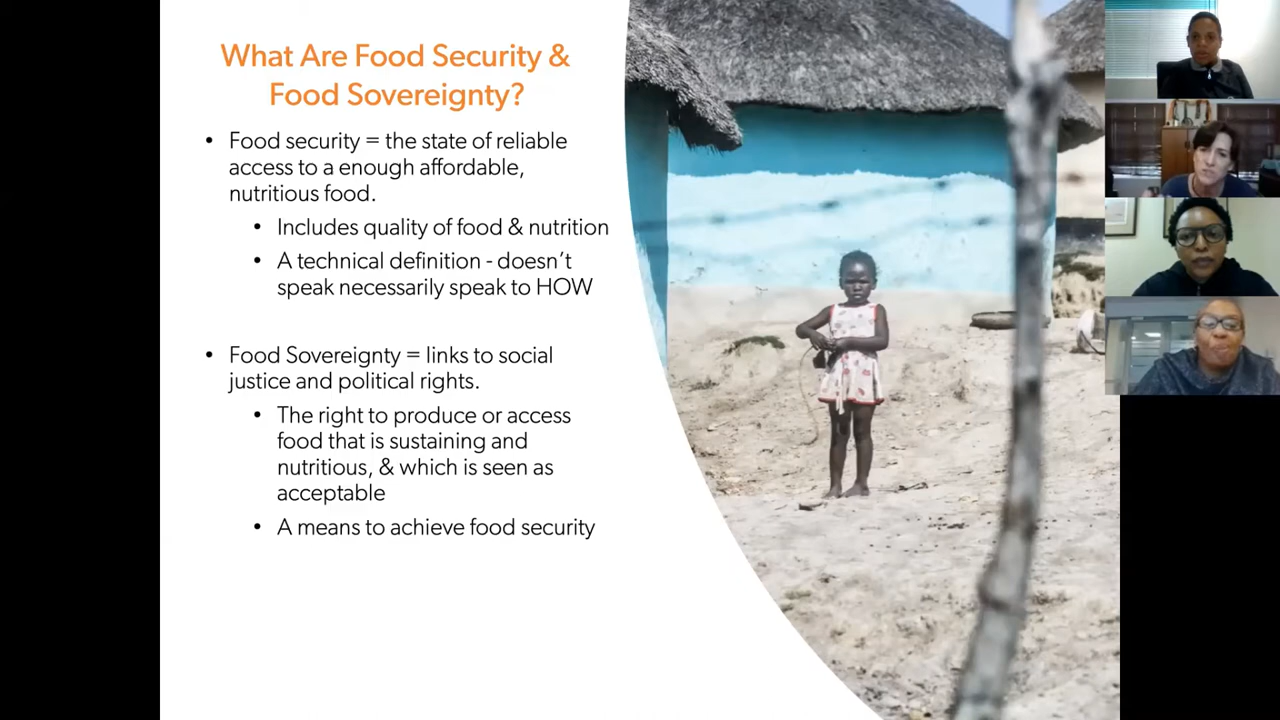 What Are Food Security &
Food Sovereignty?
• Food security = the state of reliable
access to a enough affordable,
nutritious food.
• Includes quality of food & nutrition
• A technical definition - doesn't
speak necessarily speak to HOW
• Food Sovereignty = links to social
justice and political rights.
• The right to produce or access
food that is sustaining and
nutritious, & which is seen as
acceptable
• A means to achieve food security